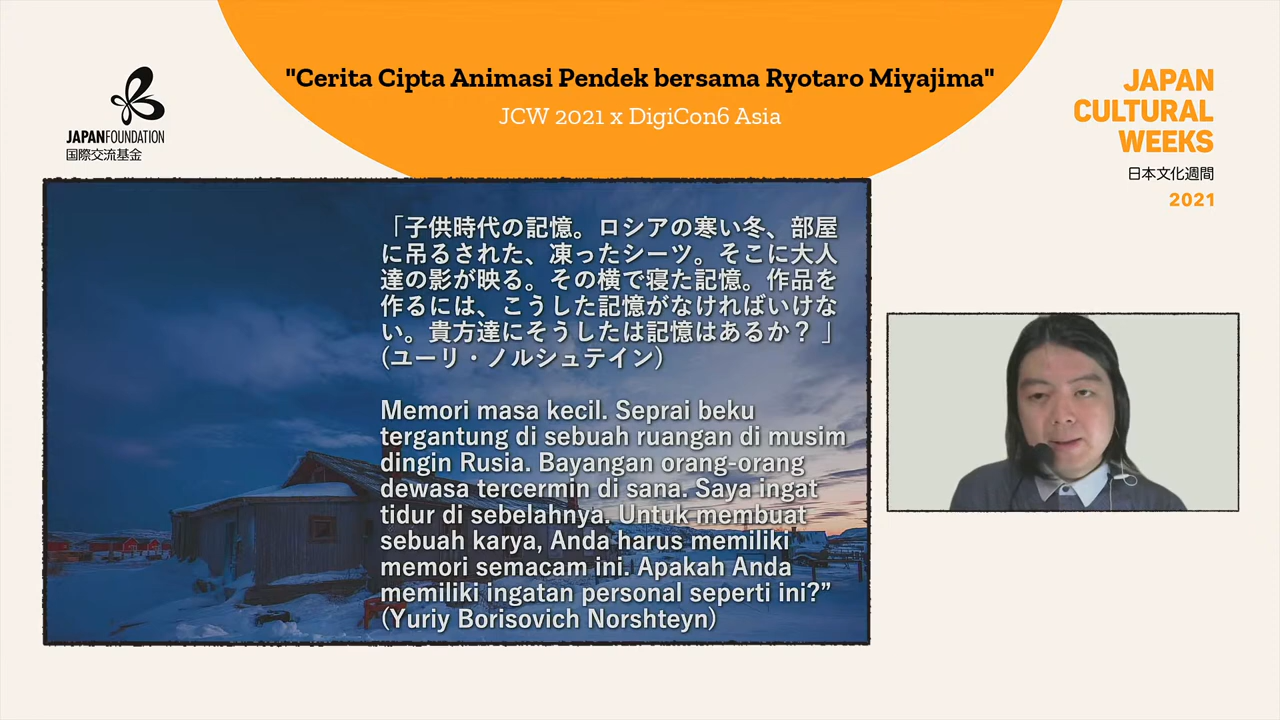 "Cerita Cipta Animasi Pendek bersama Ryotaro Miyajima"
JCW 2021 x DigiCon6 Asia
JAPANFOUNDATION
国際交流基金
JAPAN
CULTURAL
WEEKS
日本文化週間
2021
「子供時代の記憶。ロシアの寒い冬、部屋
に吊るされた、凍ったシーツ。そこに大人
達の影が映る。その横で寝た記憶。作品を
作るには、こうした記憶がなければいけな
い。貴方達にそうしたは記憶はあるか？」
(ユーリ・ノルシュテイン)
Memori masa kecil. Seprai beku
tergantung di sebuah ruangan di musim
dingin Rusia. Bayangan orang-orang
dewasa tercermin di sana. Saya ingat
tidur di sebelahnya. Untuk membuat
sebuah karya, Anda harus memiliki
memori semacam ini. Apakah Anda
memiliki ingatan personal seperti ini?”
(Yuriy Borisovich Norshteyn)